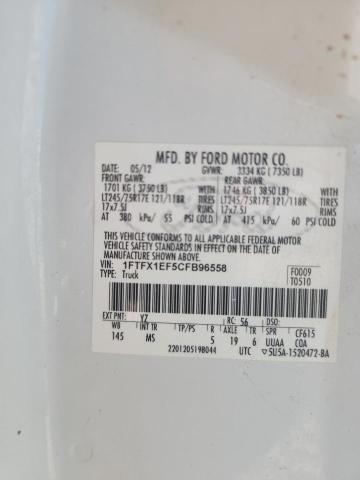 MFD. BY FORD MOTOR CO.
05/12 GVWR: 3334 KG (7350 LB)
FRONT GAWR: REAR GAWR:
1701 KG (3750 LB) WITH 1746 KG (3850 LB) WITH
LT245/75R17E 121/118R TIRES LT245/75R17E 121/118R TIRES
17x7.5J RIMS 17x7.5J RIMS
AT 380 kPa/ 55 PSI COLD AT 415 kPa/ 60 PSI COLD
THIS VEHICLE CONFORMS TO ALL APPLICABLE FEDERAL MOTOR
VEHICLE SAFETY STANDARDS IN EFFECT ON THE DATE OF
MANUFACTURE SHOWN ABOVE.
VIN: 1FTFX1EF5CFB96558 F0009
TYPE: Truck T0510
EXT PNT: YZ RC: 56 DSO:
WB INT TR TP/PS R AXLE TR S CF615
145 MS 5 19 6 UUAA COA
2201205198044 UTC 5U5A-1520472-BA